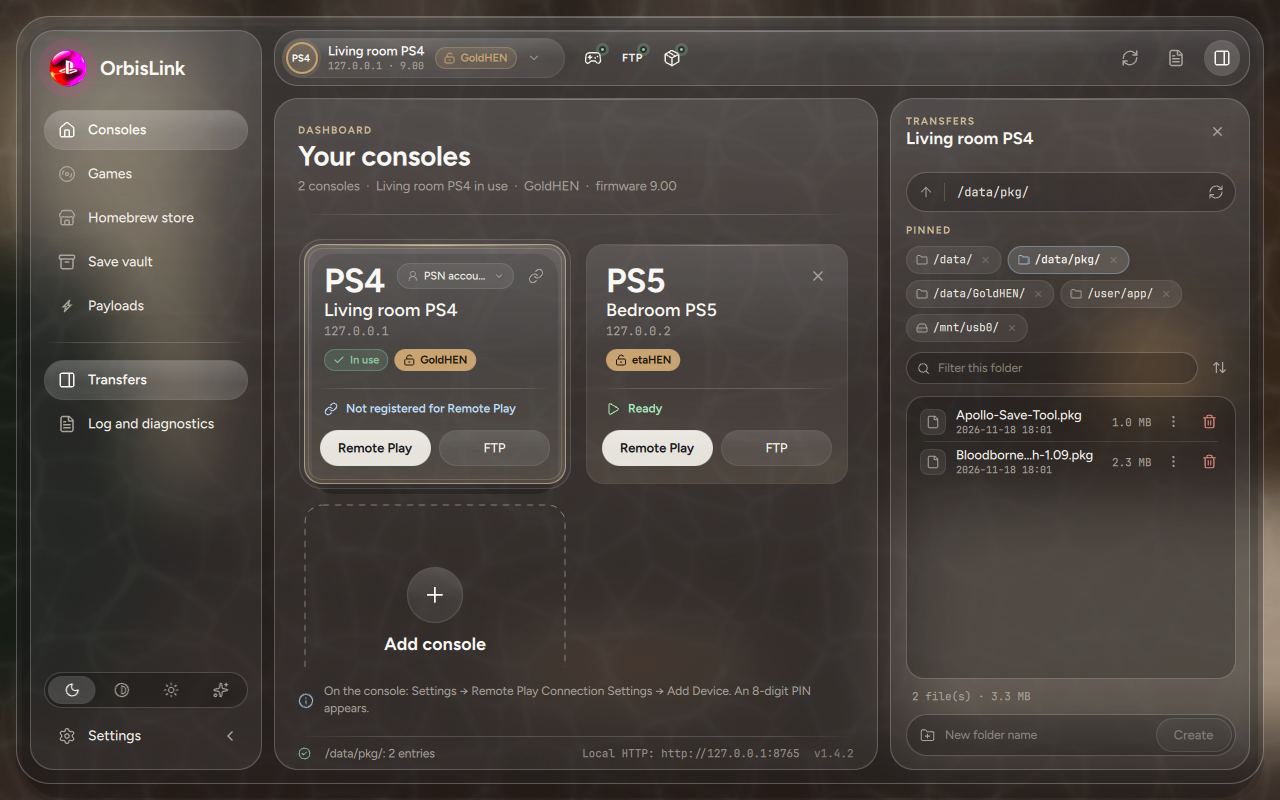 OrbisLink
Consoles
Games
Homebrew store
Save vault
Payloads
Transfers
Log and diagnostics
Settings
PS4
Living room PS4
127.0.0.1 · 9.00
GoldHEN
FTP
DASHBOARD
Your consoles
2 consoles · Living room PS4 in use · GoldHEN · firmware 9.00
PS4
PSN accou...
Living room PS4
127.0.0.1
In use
GoldHEN
Not registered for Remote Play
Remote Play
FTP
PS5
Bedroom PS5
127.0.0.2
etaHEN
Ready
Remote Play
FTP
Add console
On the console: Settings → Remote Play Connection Settings → Add Device. An 8-digit PIN
appears.
/data/pkg/: 2 entries
Local HTTP: http://127.0.0.1:8765
v1.4.2
TRANSFERS
Living room PS4
/data/pkg/
PINNED
/data/
/data/pkg/
/data/GoldHEN/
/user/app/
/mnt/usb0/
Filter this folder
Apollo-Save-Tool.pkg
2026-11-18 18:01
1.0 MB
Bloodborne...h-1.09.pkg
2026-11-18 18:01
2.3 MB
2 file(s) · 3.3 MB
New folder name
Create